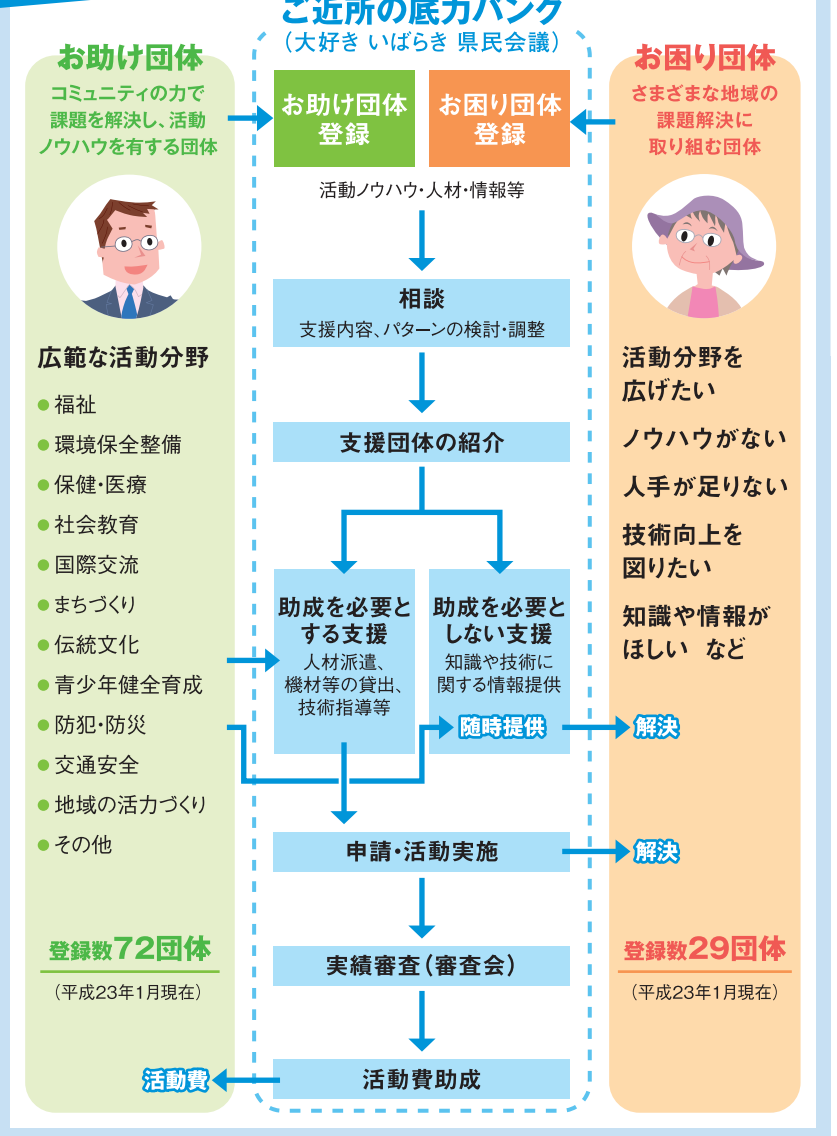 ご近所の底力バンク
（大好き いばらき 県民会議）
お助け団体
コミュニティの力で
課題を解決し、活動
ノウハウを有する団体
広範な活動分野
●福祉
●環境保全整備
●保健・医療
●社会教育
●国際交流
●まちづくり
●伝統文化
●青少年健全育成
●防犯・防災
●交通安全
●地域の活力づくり
●その他
登録数72団体
（平成23年1月現在）
お助け団体
登録
お困り団体
登録
活動ノウハウ・人材・情報等
相談
支援内容、パターンの検討・調整
支援団体の紹介
助成を必要と
する支援
人材派遣、
機材等の貸出、
技術指導等
助成を必要と
しない支援
知識や技術に
関する情報提供
随時提供
解決
申請・活動実施
解決
実績審査（審査会）
活動費助成
活動費
お困り団体
さまざまな地域の
課題解決に
取り組む団体
活動分野を
広げたい
ノウハウがない
人手が足りない
技術向上を
図りたい
知識や情報が
ほしい など
登録数29団体
（平成23年1月現在）